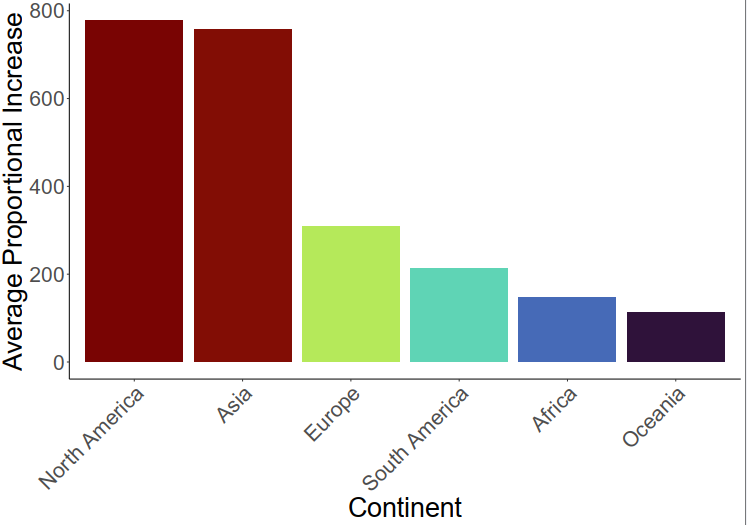 Average Proportional Increase
800
600
400
200
0
North America
Asia
Europe
South America
Africa
Oceania
Continent